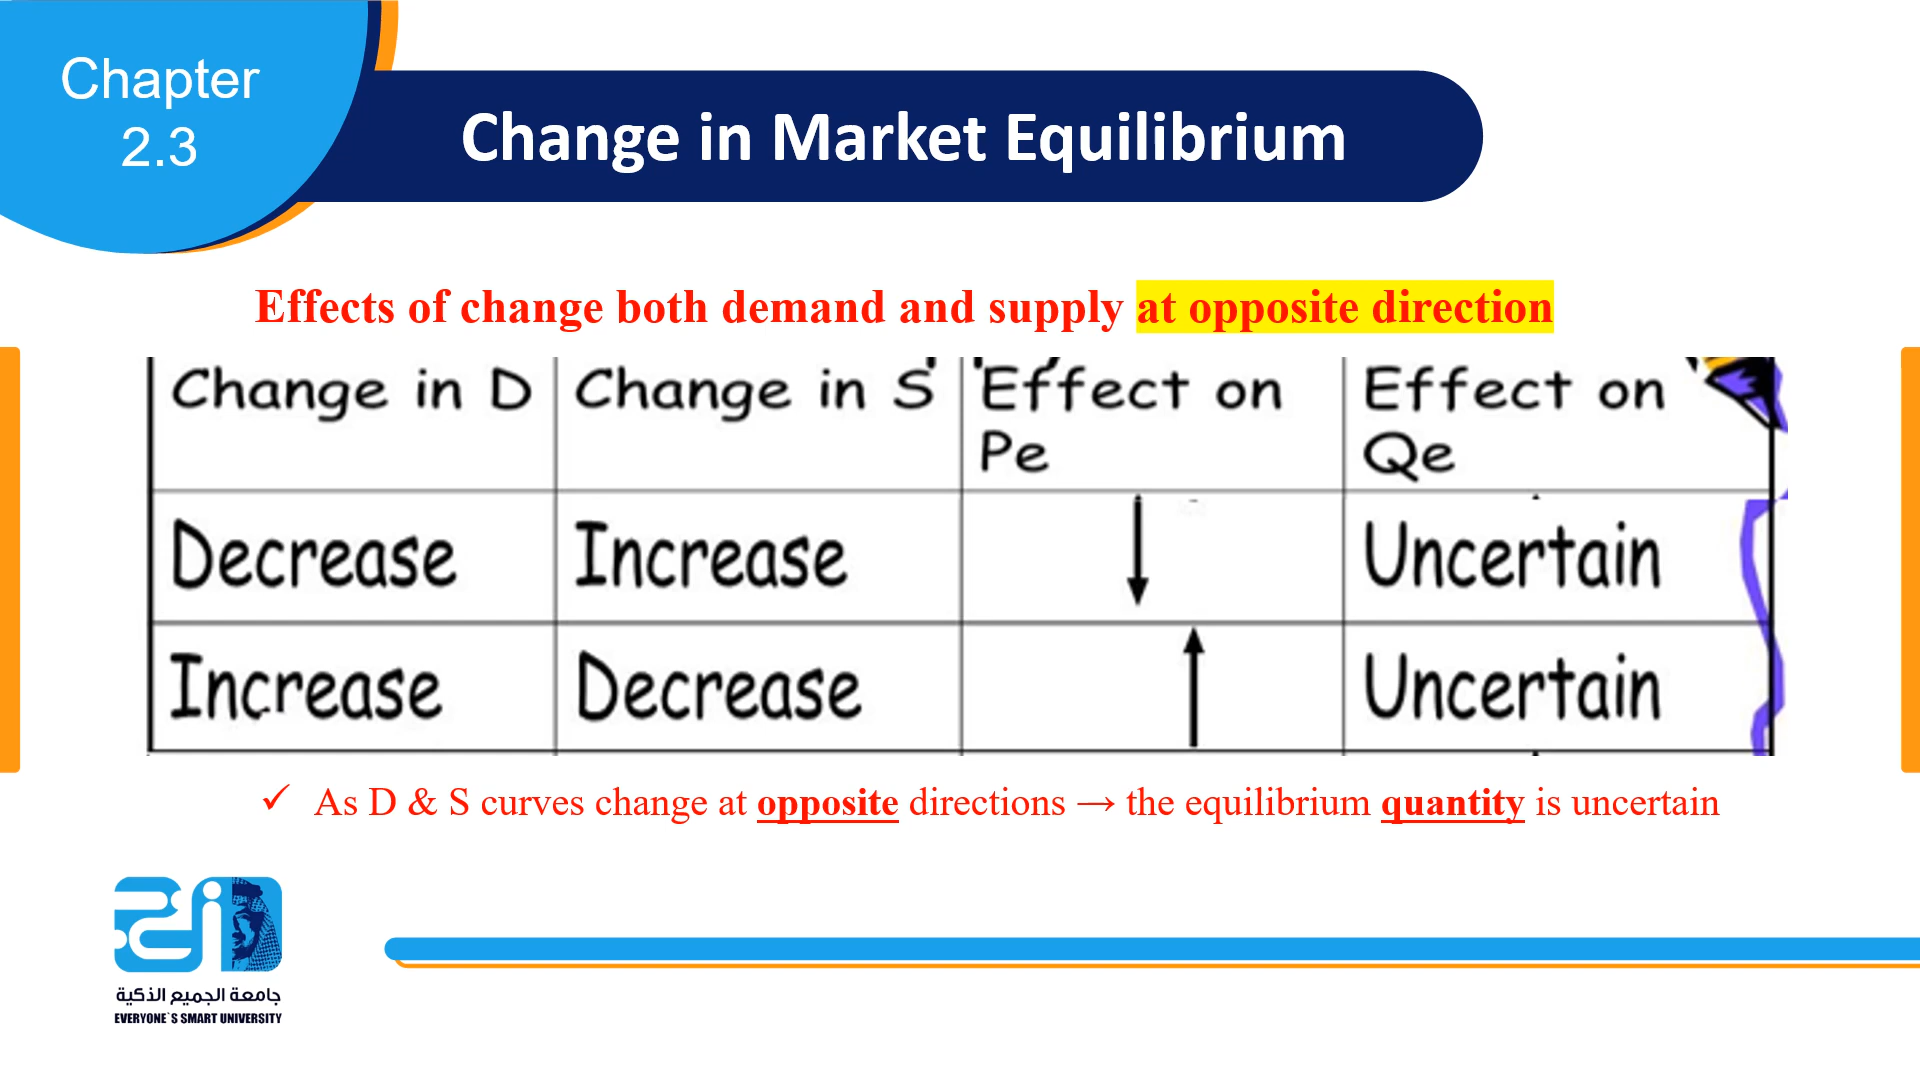 Chapter
2.3
Change in Market Equilibrium
Effects of change both demand and supply at opposite direction
Change in D Change in S Effect on Pe Effect on Qe
Decrease Increase ↓ Uncertain
Increase Decrease ↑ Uncertain
✓ As D & S curves change at opposite directions → the equilibrium quantity is uncertain
جامعة الجميع الذكية
EVERYONE`S SMART UNIVERSITY